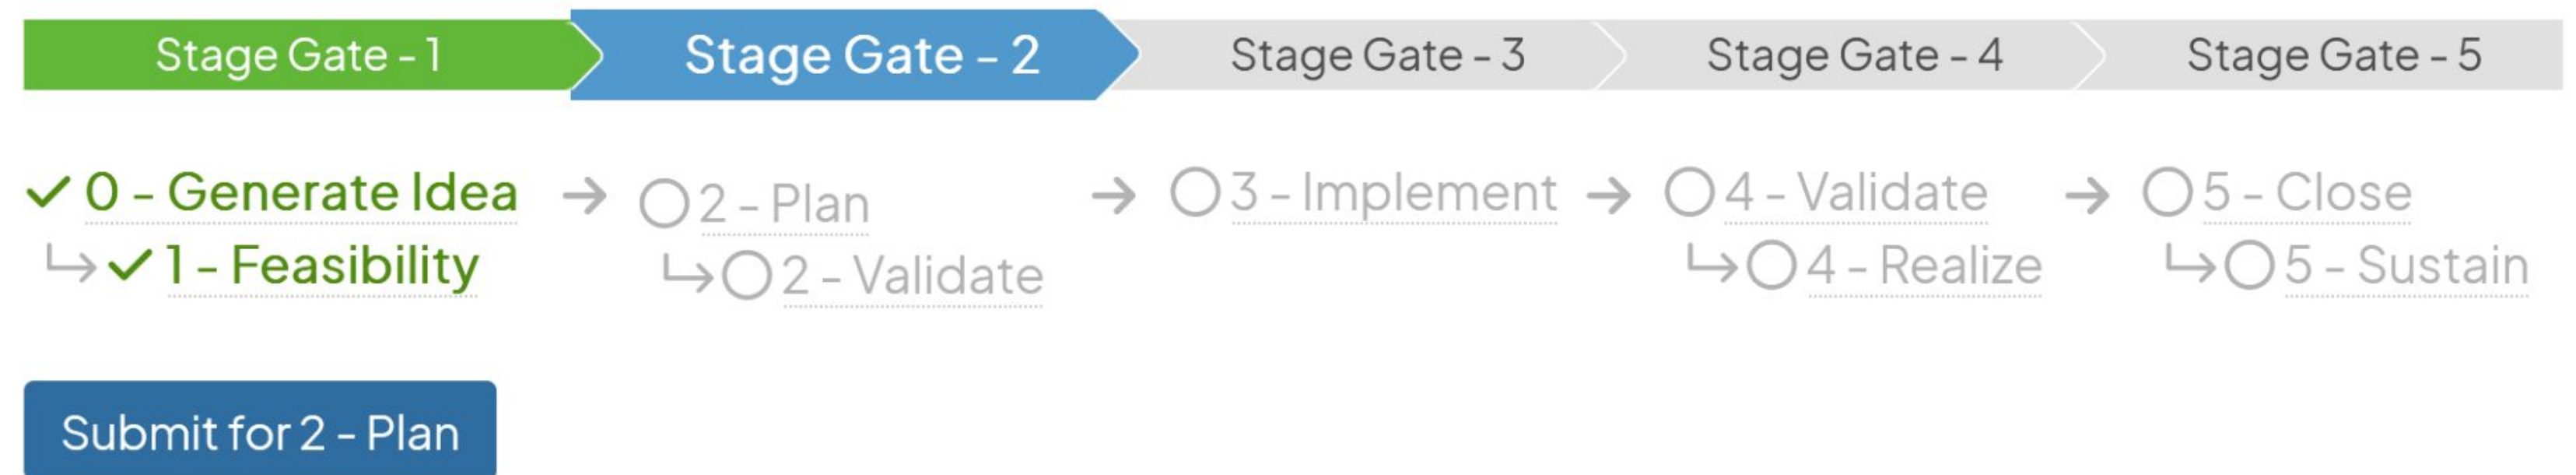 Stage Gate - 1
Stage Gate - 2
Stage Gate - 3
Stage Gate - 4
Stage Gate - 5
0 - Generate Idea
1 - Feasibility
2 - Plan
2 - Validate
3 - Implement
4 - Validate
4 - Realize
5 - Close
5 - Sustain
Submit for 2 - Plan